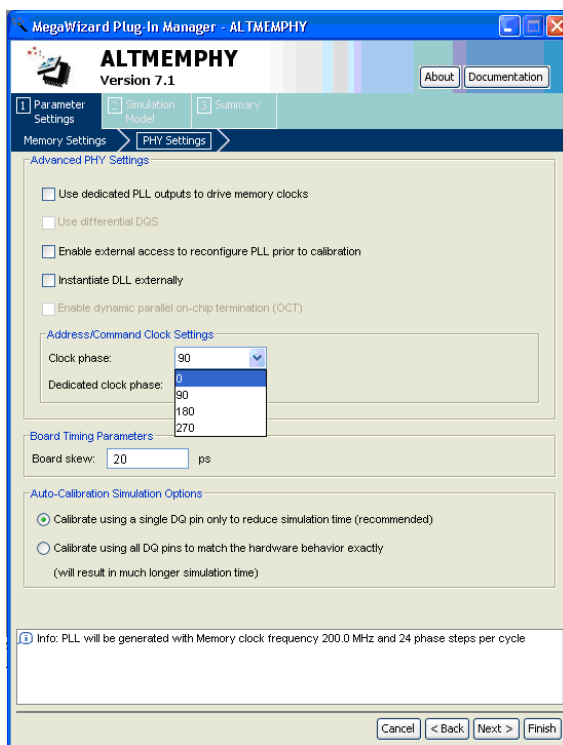 MegaWizard Plug-In Manager - ALTMEMPHY
ALTMEMPHY
Version 7.1
About
Documentation
1 Parameter Settings
2 Simulation Model
3 Summary
Memory Settings
PHY Settings
Advanced PHY Settings
Use dedicated PLL outputs to drive memory clocks
Use differential DQS
Enable external access to reconfigure PLL prior to calibration
Instantiate DLL externally
Enable dynamic parallel on-chip termination (OCT)
Address/Command Clock Settings
Clock phase: 90
0
Dedicated clock phase:
90
180
270
Board Timing Parameters
Board skew: 20 ps
Auto-Calibration Simulation Options
Calibrate using a single DQ pin only to reduce simulation time (recommended)
Calibrate using all DQ pins to match the hardware behavior exactly
(will result in much longer simulation time)
Info: PLL will be generated with Memory clock frequency 200.0 MHz and 24 phase steps per cycle
Cancel
< Back
Next >
Finish